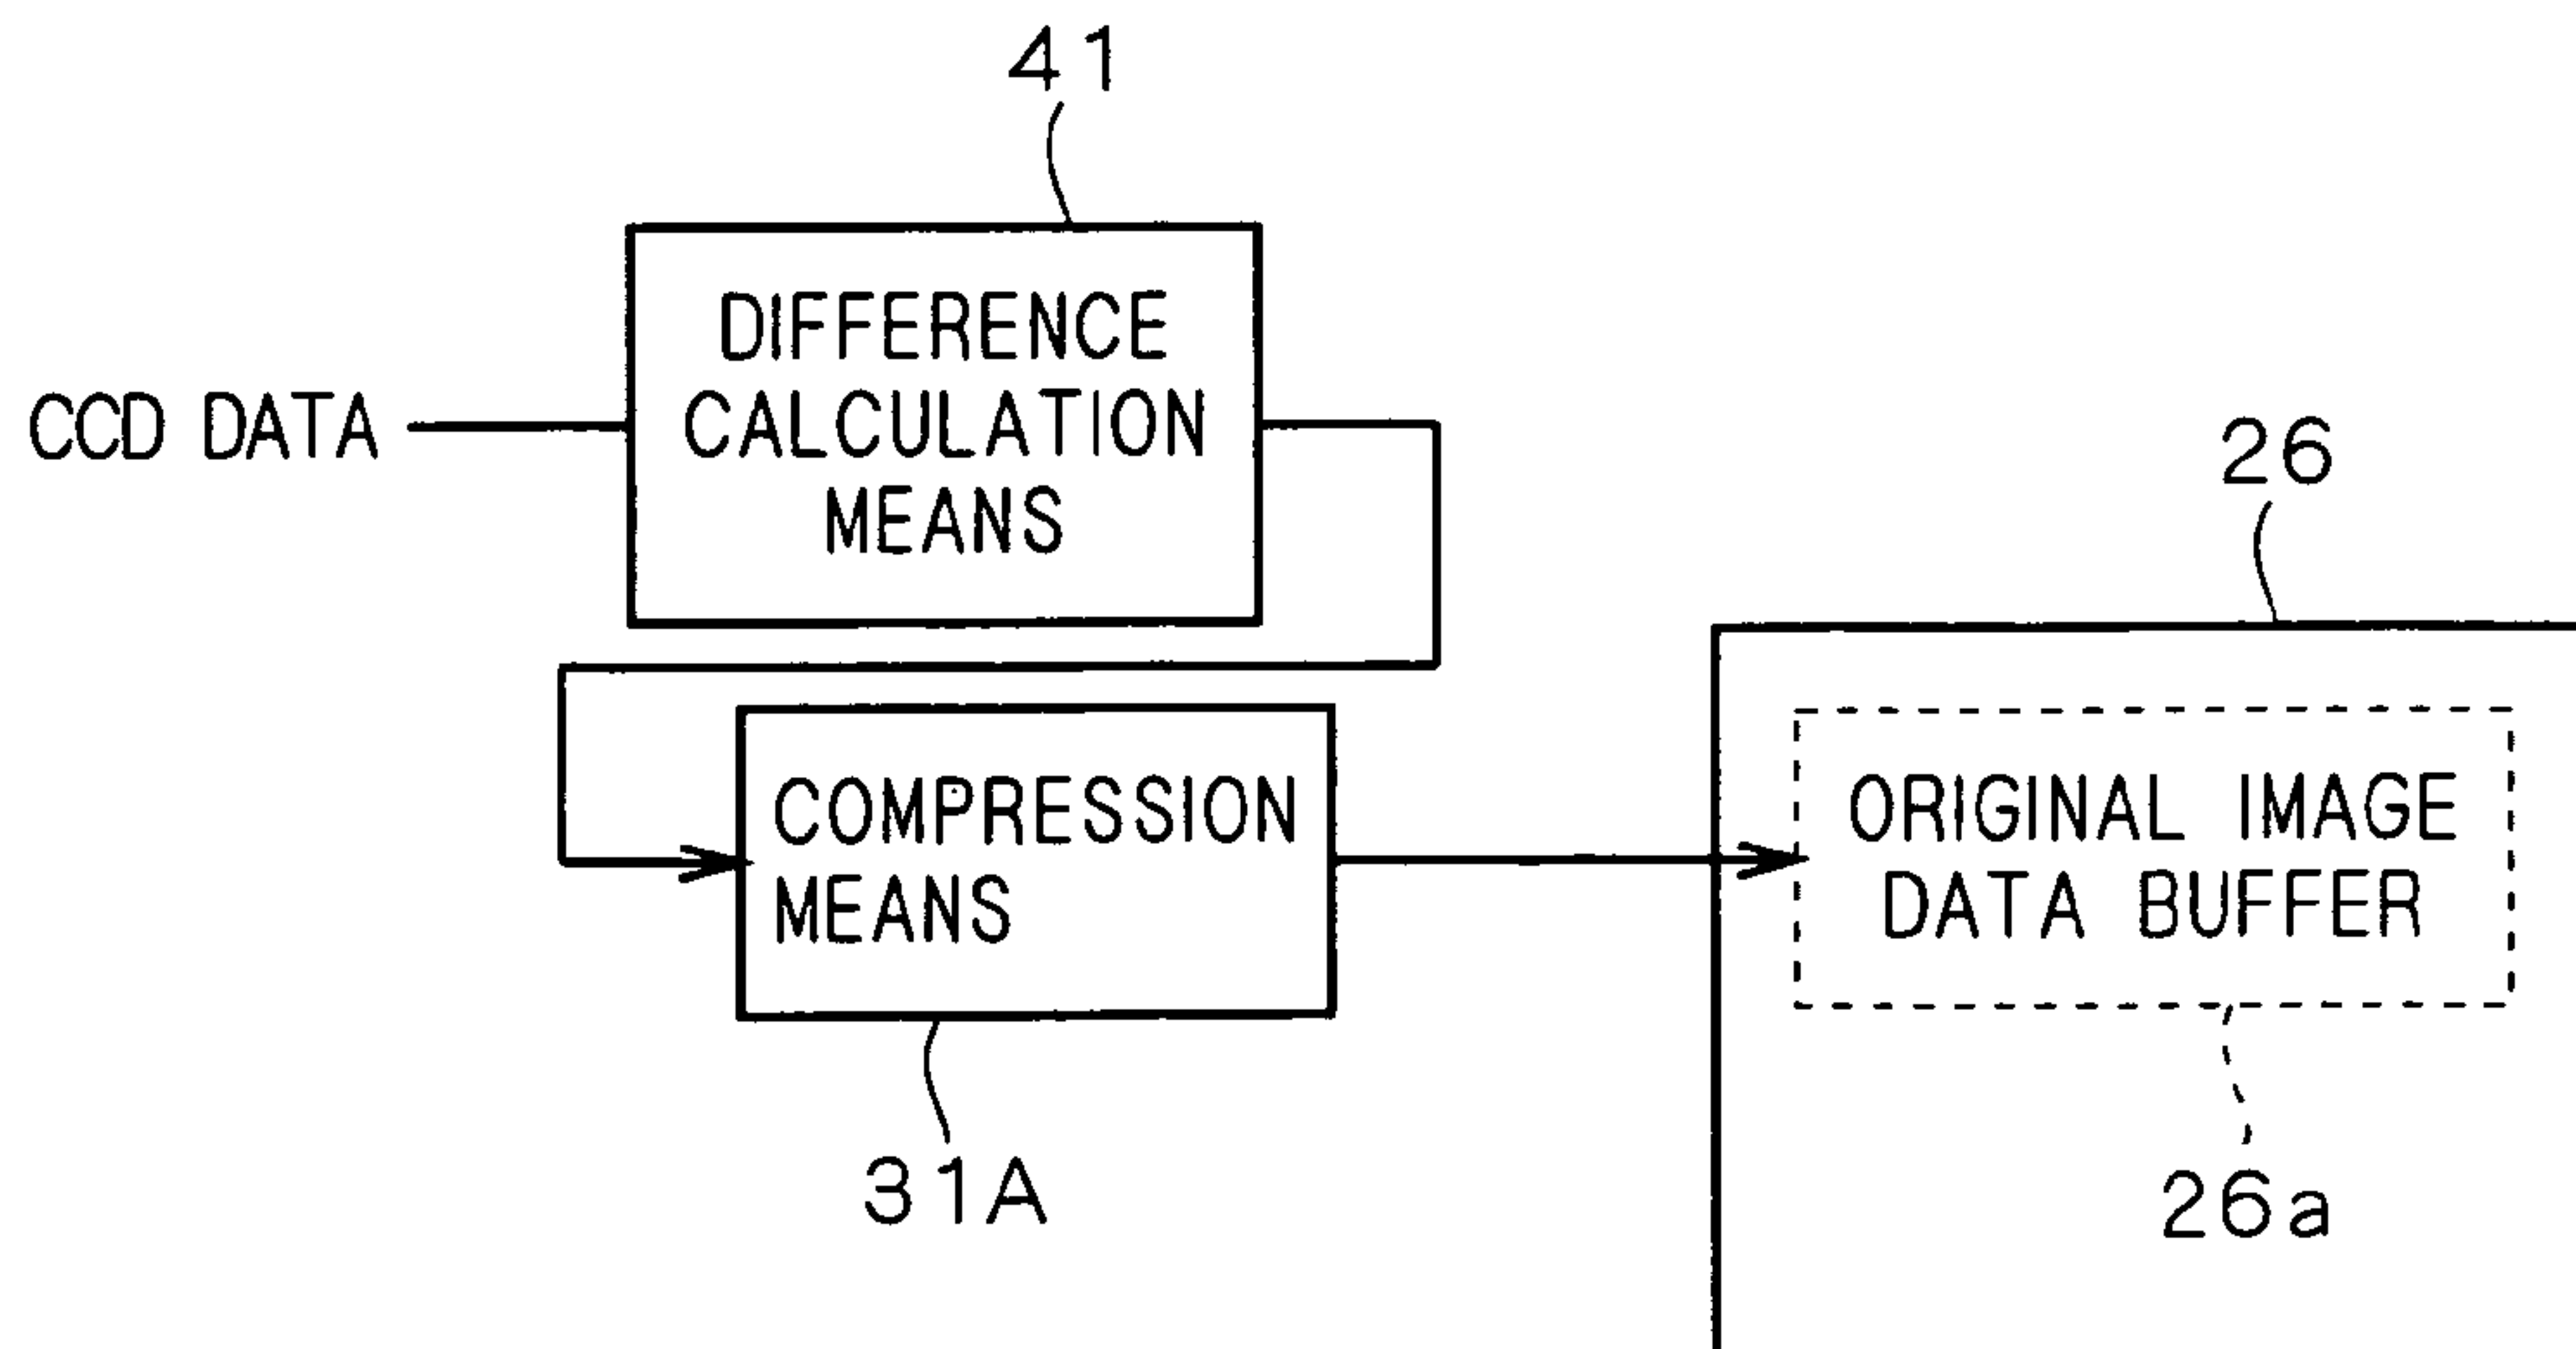 41
DIFFERENCE
CALCULATION
MEANS
CCD DATA
26
COMPRESSION
MEANS
ORIGINAL IMAGE
DATA BUFFER
31A
26a